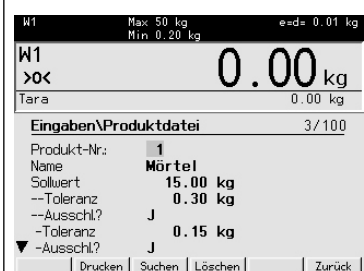 W1 Max 50 kg e=d= 0.01 kg
Min 0.20 kg
W1
>0<
0.00 kg
Tara 0.00 kg
Eingaben\Produktdatei 3/100
Produkt-Nr.: 1
Name Mörtel
Sollwert 15.00 kg
--Toleranz 0.30 kg
--Ausschl.? J
-Toleranz 0.15 kg
▼ -Ausschl.? J
Drucken Suchen Löschen Zurück